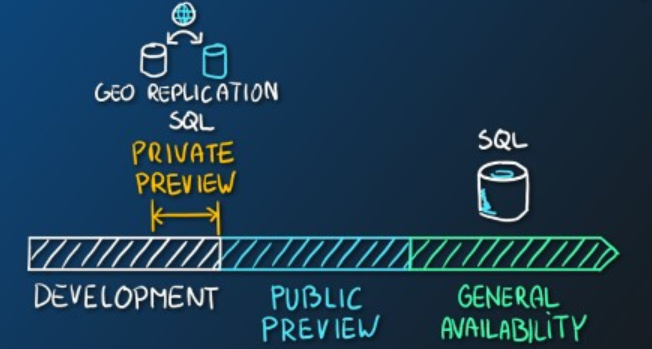 GEO REPLICATION
SQL
PRIVATE
PREVIEW
SQL
DEVELOPMENT
PUBLIC
PREVIEW
GENERAL
AVAILABILITY